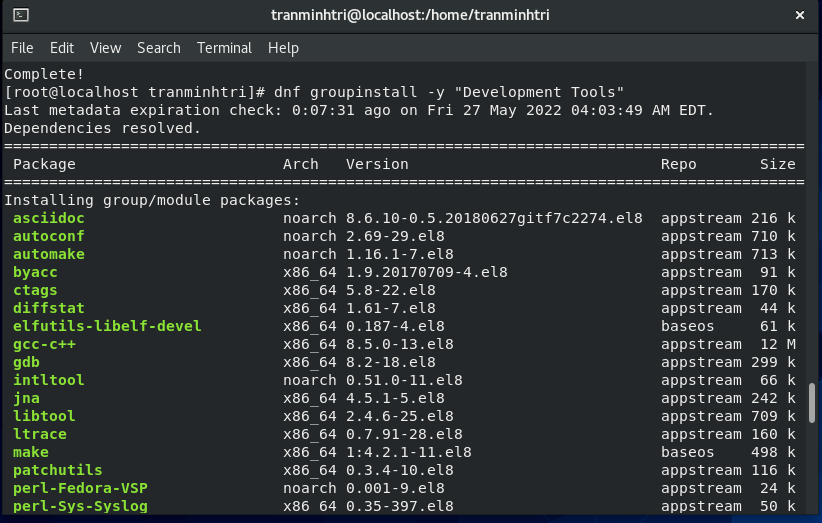 tranminhtri@localhost:/home/tranminhtri
File Edit View Search Terminal Help
Complete!
[root@localhost tranminhtri]# dnf groupinstall -y "Development Tools"
Last metadata expiration check: 0:07:31 ago on Fri 27 May 2022 04:03:49 AM EDT.
Dependencies resolved.
=========================================================================================
Package Arch Version Repo Size
=========================================================================================
Installing group/module packages:
asciidoc noarch 8.6.10-0.5.20180627gitf7c2274.el8 appstream 216 k
autoconf noarch 2.69-29.el8 appstream 710 k
automake noarch 1.16.1-7.el8 appstream 713 k
byacc x86_64 1.9.20170709-4.el8 appstream 91 k
ctags x86_64 5.8-22.el8 appstream 170 k
diffstat x86_64 1.61-7.el8 appstream 44 k
elfutils-libelf-devel x86_64 0.187-4.el8 baseos 61 k
gcc-c++ x86_64 8.5.0-13.el8 appstream 12 M
gdb x86_64 8.2-18.el8 appstream 299 k
intltool noarch 0.51.0-11.el8 appstream 66 k
jna x86_64 4.5.1-5.el8 appstream 242 k
libtool x86_64 2.4.6-25.el8 appstream 709 k
ltrace x86_64 0.7.91-28.el8 appstream 160 k
make x86_64 1:4.2.1-11.el8 baseos 498 k
patchutils x86_64 0.3.4-10.el8 appstream 116 k
perl-Fedora-VSP noarch 0.001-9.el8 appstream 24 k
perl-Sys-Syslog x86_64 0.35-397.el8 appstream 50 k